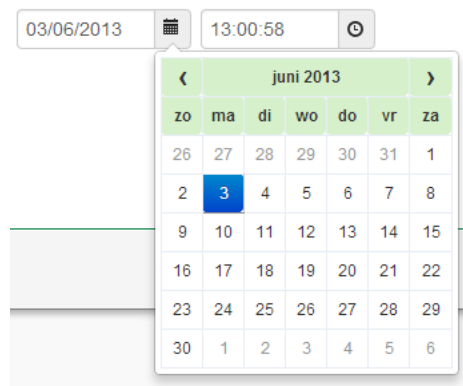 03/06/2013 13:00:58
‹ juni 2013 ›
zo ma di wo do vr za
26 27 28 29 30 31 1
2 3 4 5 6 7 8
9 10 11 12 13 14 15
16 17 18 19 20 21 22
23 24 25 26 27 28 29
30 1 2 3 4 5 6